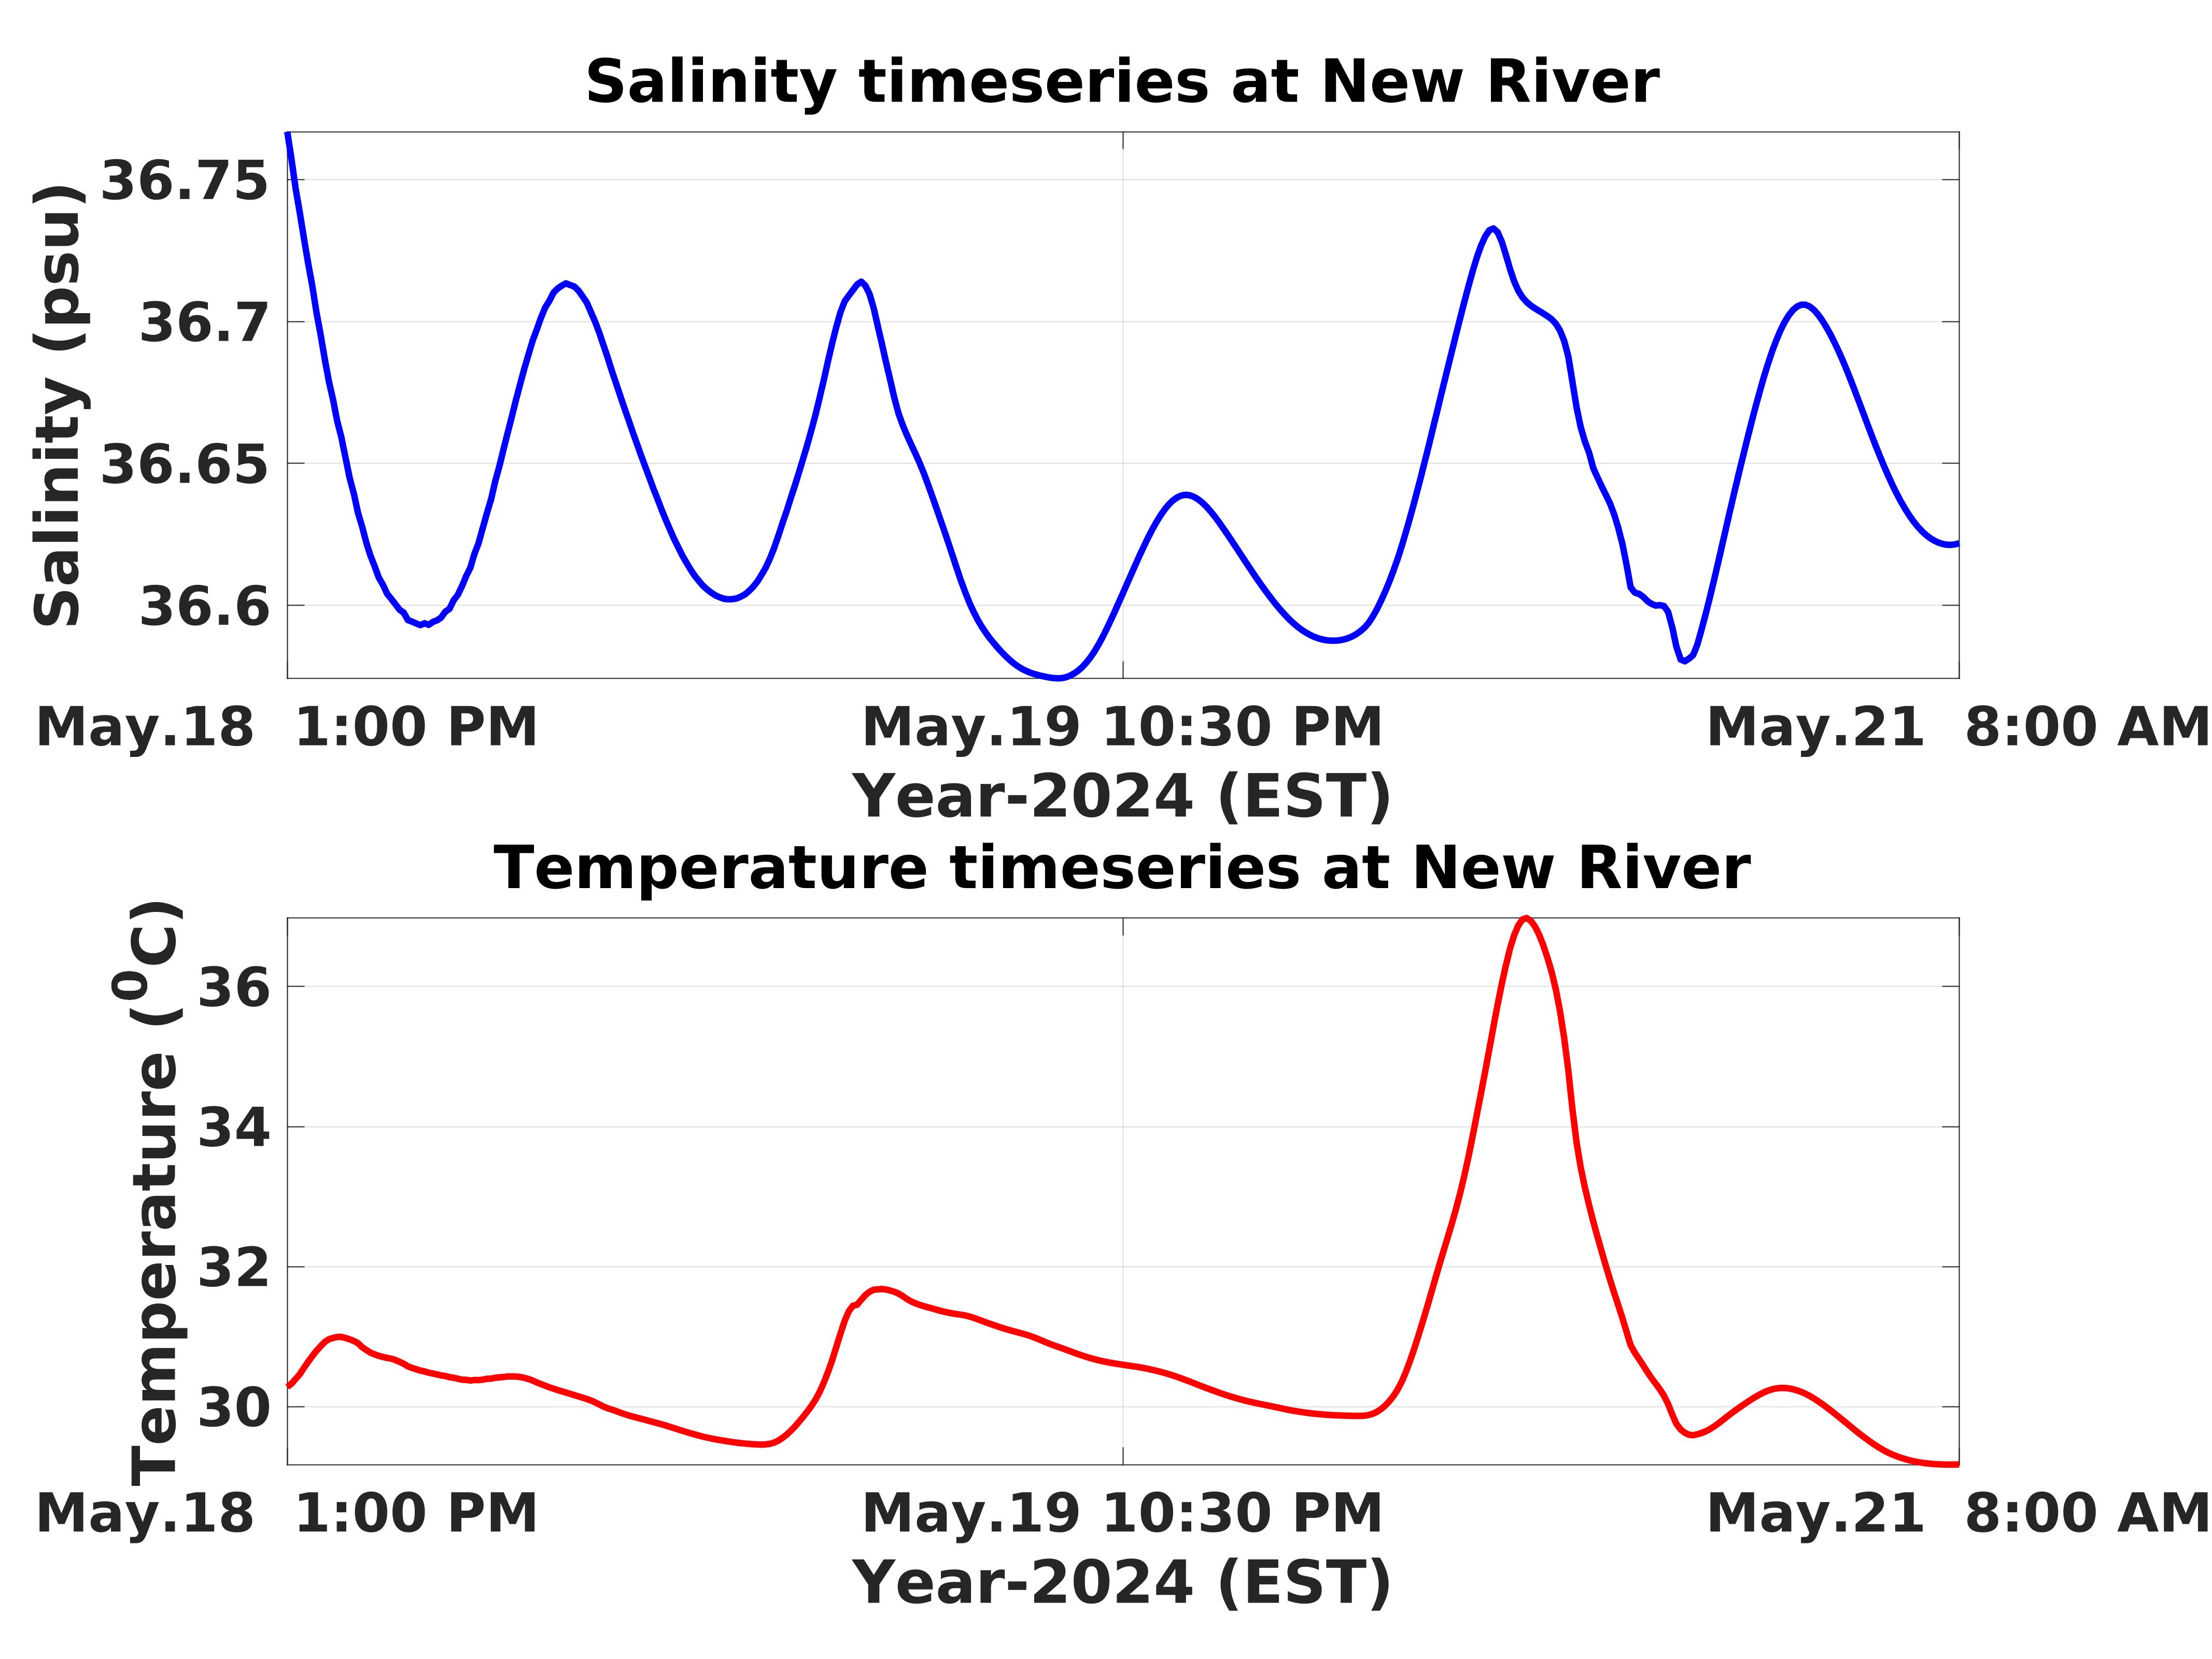 Salinity timeseries at New River
Salinity (psu)
36.75
36.7
36.65
36.6
May.18 1:00 PM
May.19 10:30 PM
May.21 8:00 AM
Year-2024 (EST)
Temperature timeseries at New River
Temperature (⁰C)
36
34
32
30
May.18 1:00 PM
May.19 10:30 PM
May.21 8:00 AM
Year-2024 (EST)